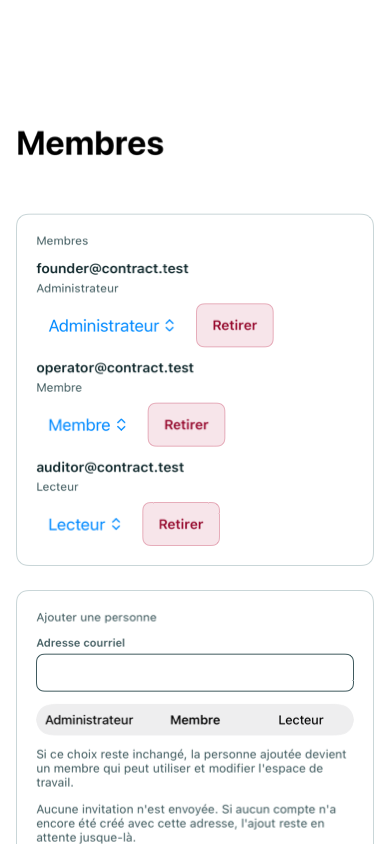 Membres
Membres
founder@contract.test
Administrateur
Administrateur Retirer
operator@contract.test
Membre
Membre Retirer
auditor@contract.test
Lecteur
Lecteur Retirer
Ajouter une personne
Adresse courriel
Administrateur Membre Lecteur
Si ce choix reste inchangé, la personne ajoutée devient
un membre qui peut utiliser et modifier l'espace de
travail.
Aucune invitation n'est envoyée. Si aucun compte n'a
encore été créé avec cette adresse, l'ajout reste en
attente jusque-là.